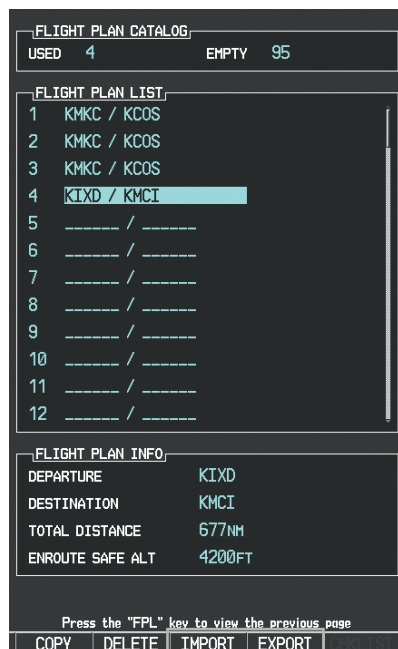 FLIGHT PLAN CATALOG
USED 4 EMPTY 95
FLIGHT PLAN LIST
1 KMKC / KCOS
2 KMKC / KCOS
3 KMKC / KCOS
4 KIXD / KMCI
5 ______ / ______
6 ______ / ______
7 ______ / ______
8 ______ / ______
9 ______ / ______
10 ______ / ______
11 ______ / ______
12 ______ / ______
FLIGHT PLAN INFO
DEPARTURE KIXD
DESTINATION KMCI
TOTAL DISTANCE 677NM
ENROUTE SAFE ALT 4200FT
Press the "FPL" key to view the previous page
COPY DELETE IMPORT EXPORT CHKLIST